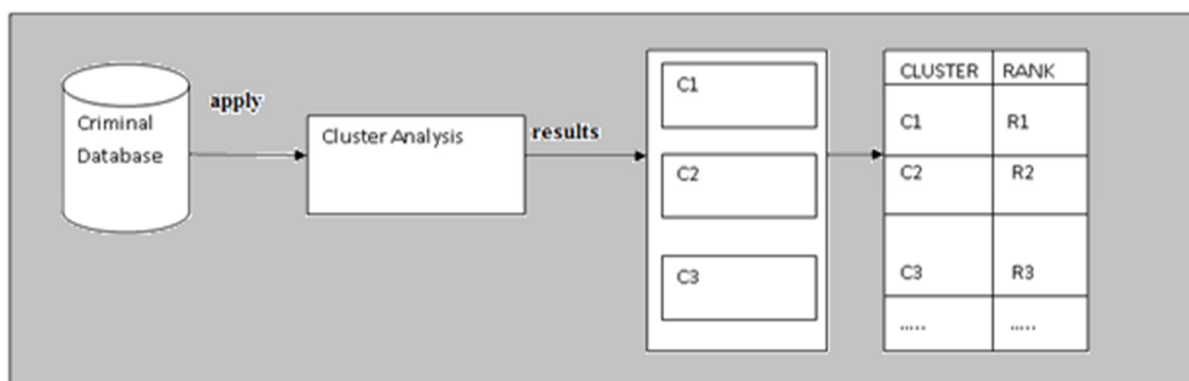 Criminal
Database
apply
Cluster Analysis
results
C1
C2
C3
CLUSTER RANK
C1 R1
C2 R2
C3 R3
..... .....